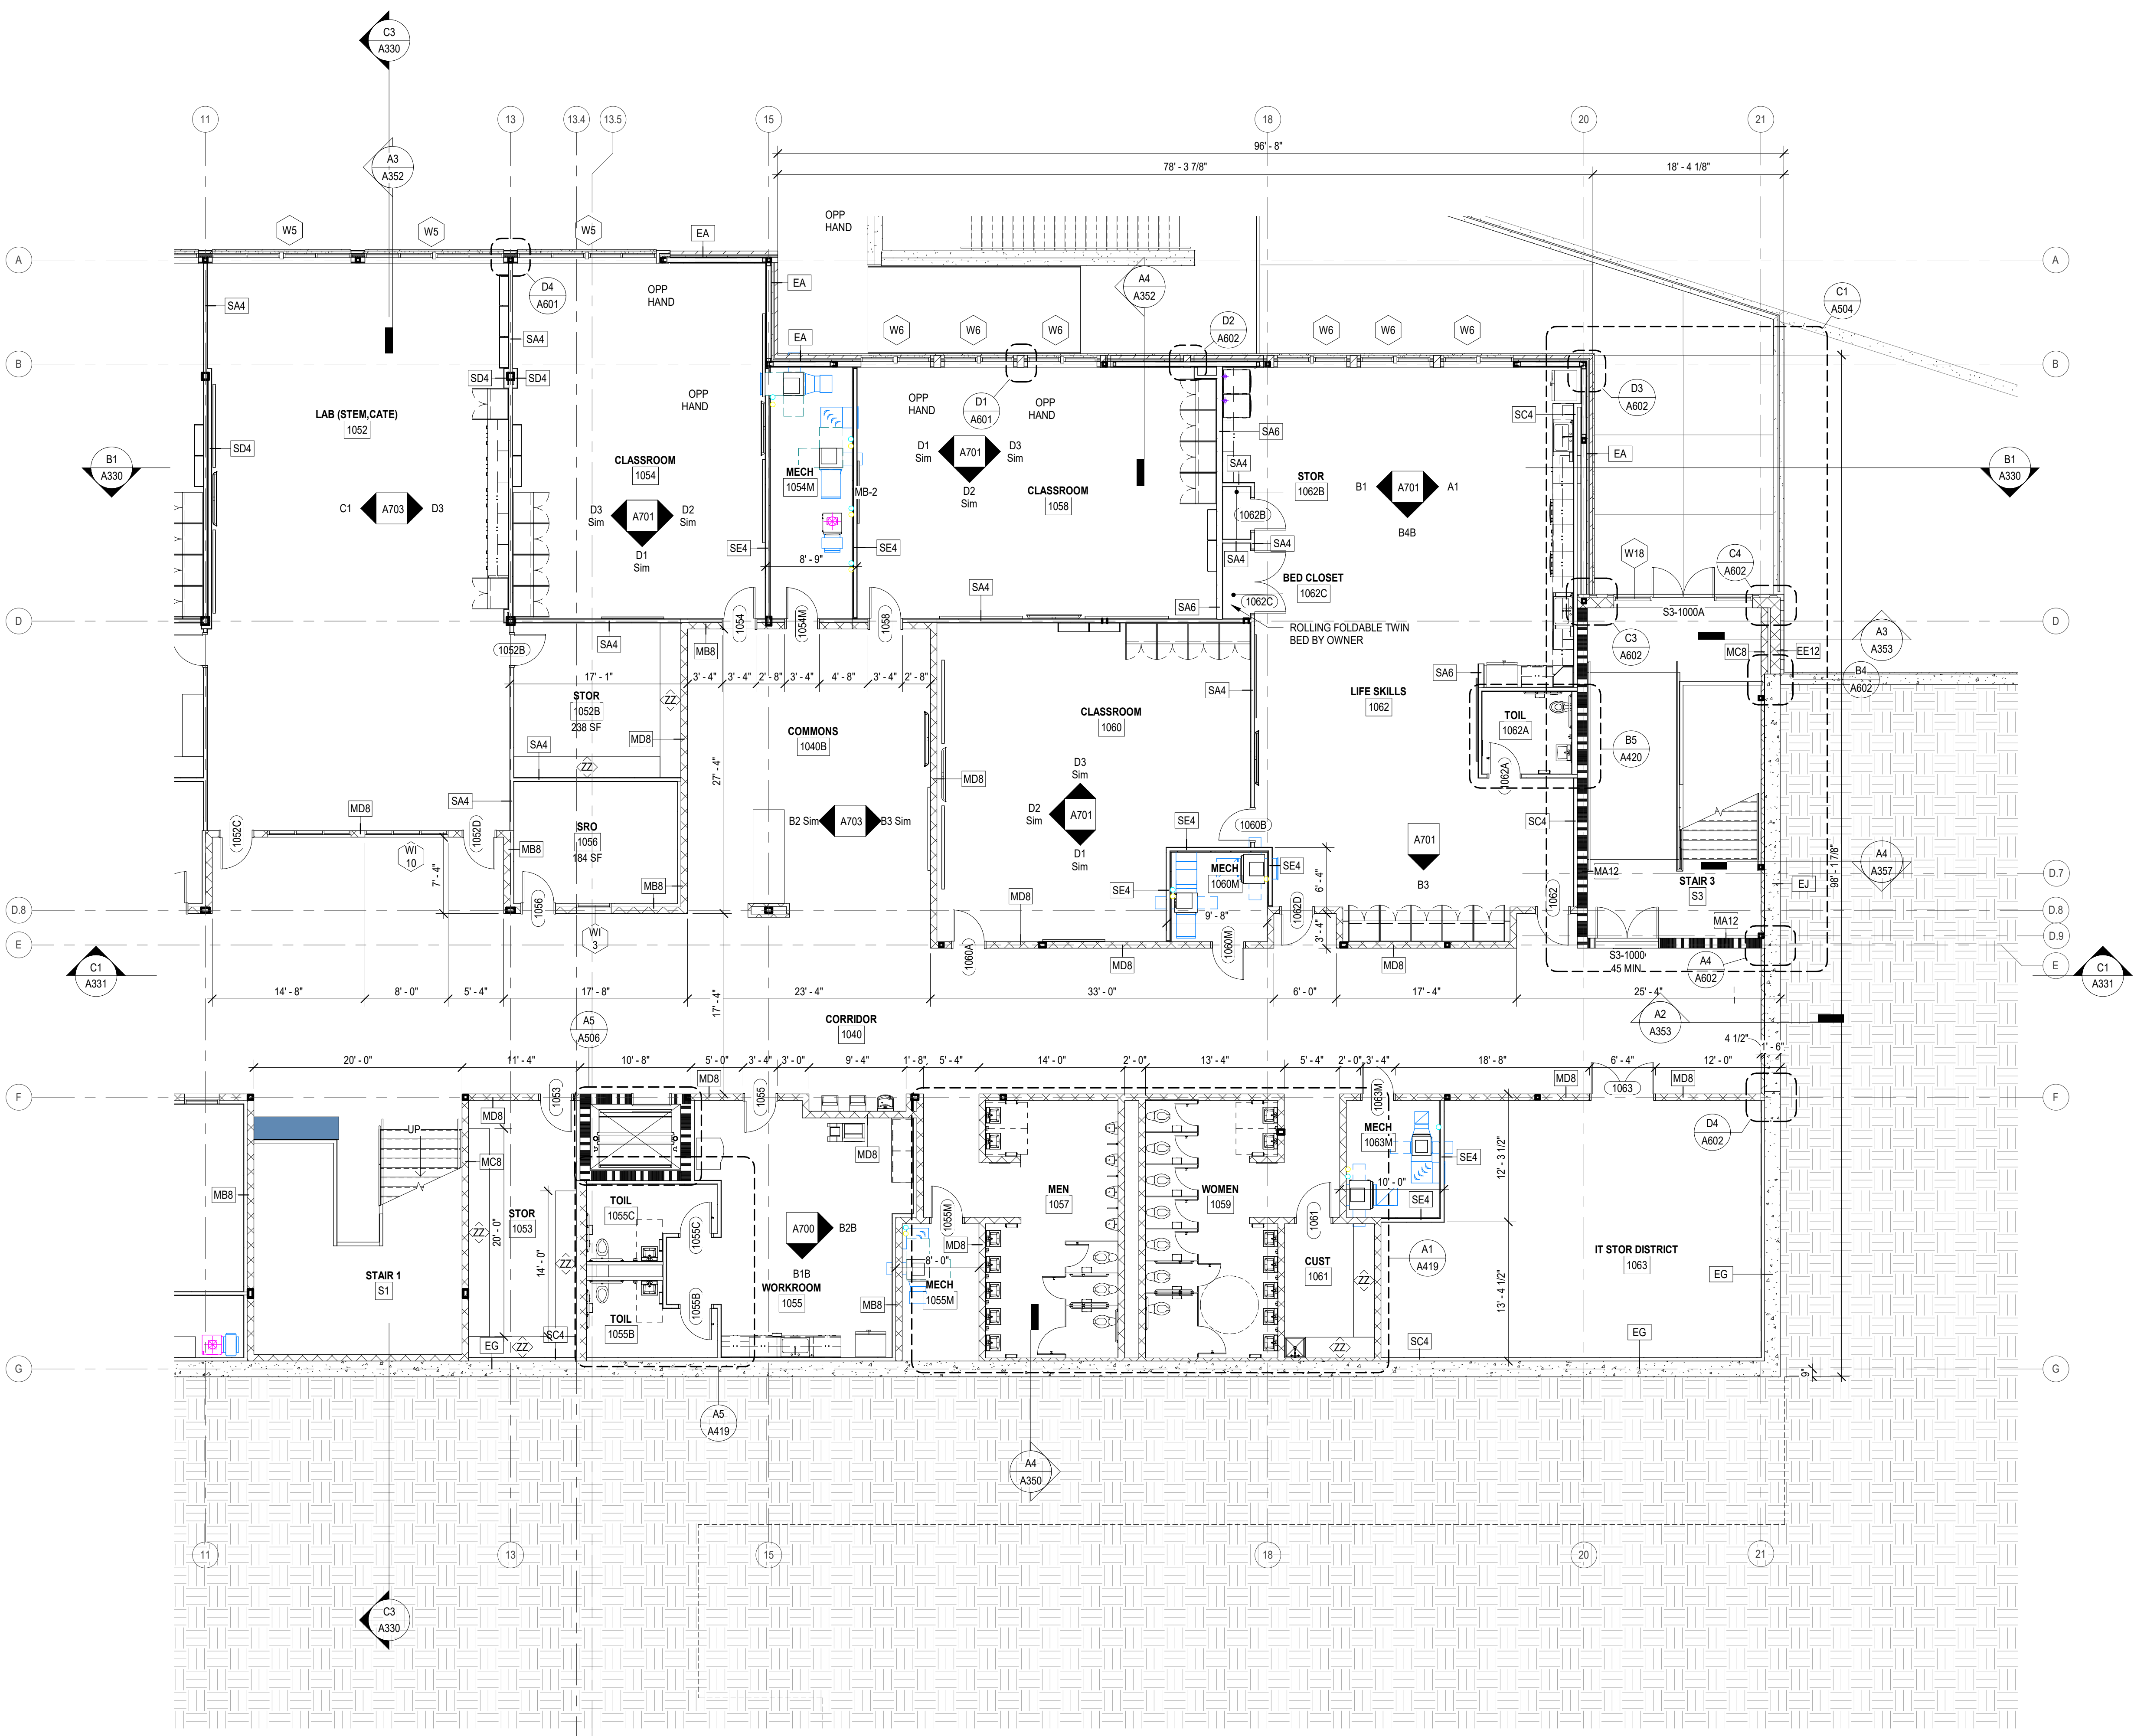 C3
A330
A3
A352
11
13
13.4
13.5
15
18
20
21
96' - 8"
78' - 3 7/8"
18' - 4 1/8"
OPP
HAND
W5
W5
W5
EA
A
A
D4
A601
OPP
HAND
EA
A4
A352
C1
A504
SA4
SA4
EA
W6
W6
W6
D2
A602
W6
W6
W6
B
B
SD4
SD4
OPP
HAND
OPP
HAND
OPP
HAND
D1
A601
D3
A602
SC4
LAB (STEM,CATE)
1052
SD4
B1
A330
CLASSROOM
1054
MECH
1054M
MB-2
D1
Sim
A701
D3
Sim
D2
Sim
CLASSROOM
1058
SA6
SA4
STOR
1062B
1062B
B1
A701
A1
B4B
EA
B1
A330
C1
A703
D3
D3
Sim
A701
D2
Sim
D1
Sim
SE4
8' - 9"
SE4
SA4
SA4
SA4
W18
C4
A602
BED CLOSET
1062C
1062C
SA6
S3-1000A
D
D
ROLLING FOLDABLE TWIN
BED BY OWNER
1054
1054M
1058
1052B
SA4
MB8
C3
A602
MC8
EE12
A3
A353
17' - 1"
3' - 4"
3' - 4"
2' - 8"
3' - 4"
4' - 8"
3' - 4"
2' - 8"
SA6
B4
A602
STOR
1052B
238 SF
ZZ
MD8
SA4
ZZ
COMMONS
1040B
CLASSROOM
1060
SA4
LIFE SKILLS
1062
TOIL
1062A
1062A
B5
A420
27' - 4"
MD8
D3
Sim
D2
Sim
A701
D1
Sim
SA4
MD8
SRO
1056
184 SF
B2 Sim
A703
B3 Sim
1060B
SE4
A701
B3
SC4
1052C
1052D
MB8
WI
10
7' - 4"
MB8
MECH
1060M
SE4
SE4
6' - 4"
A4
A357
98' - 1 7/8"
MA12
STAIR 3
S3
EJ
D.7
D.8
D.8
1056
WI
3
MD8
9' - 8"
1062D
3' - 4"
1062
MA12
E
D.9
E
1060A
MD8
1060M
MD8
S3-1000
45 MIN
A4
A602
C1
A331
C1
A331
14' - 8"
8' - 0"
5' - 4"
17' - 8"
23' - 4"
33' - 0"
6' - 0"
17' - 4"
25' - 4"
17' - 4"
A5
A506
CORRIDOR
1040
A2
A353
4 1/2"
1' - 6"
20' - 0"
11' - 4"
10' - 8"
5' - 0"
3' - 4"
3' - 0"
9' - 4"
1' - 8"
5' - 4"
14' - 0"
2' - 0"
13' - 4"
5' - 4"
2' - 0"
3' - 4"
18' - 8"
6' - 4"
12' - 0"
F
F
1053
MD8
MD8
1055
1063M
MD8
1063
MD8
MD8
UP
MECH
1063M
12' - 3 1/2"
D4
A602
MC8
MB8
SE4
10' - 0"
SE4
STOR
1053
ZZ
20' - 0"
TOIL
1055C
1055C
A700
B2B
B1B
1055M
MEN
1057
WOMEN
1059
1061
MD8
14' - 0"
ZZ
IT STOR DISTRICT
1063
STAIR 1
S1
8' - 0"
MECH
1055M
WORKROOM
1055
CUST
1061
ZZ
A1
A419
EG
1055B
TOIL
1055B
MB8
13' - 4 1/2"
EG
ZZ
SC4
ZZ
SC4
EG
G
G
9"
A5
A419
A4
A350
11
13
15
18
20
21
C3
A330